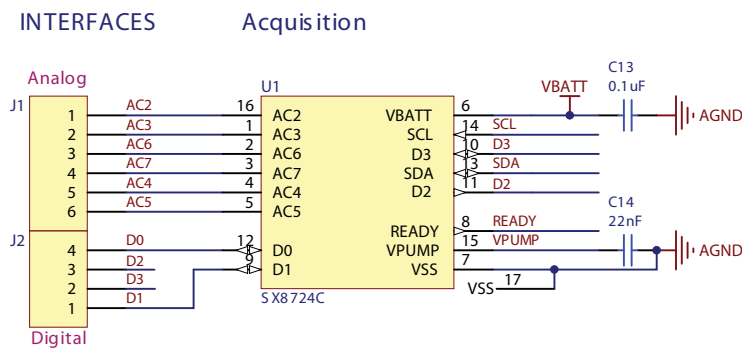 INTERFACES Acquisition
Analog
J1
1 AC2 16 AC2
2 AC3 1 AC3
3 AC6 2 AC6
4 AC7 3 AC7
5 AC4 4 AC4
6 AC5 5 AC5
J2
4 D0 12 D0
3 D2
2 D3
1 D1 9 D1
Digital
U1
VBATT 6 VBATT
SCL 14 SCL
D3 10 D3
SDA 13 SDA
D2 11 D2
READY 8 READY
VPUMP 15 VPUMP
VSS 7
VSS 17
SX8724C
C13
0.1uF
AGND
C14
22nF
AGND